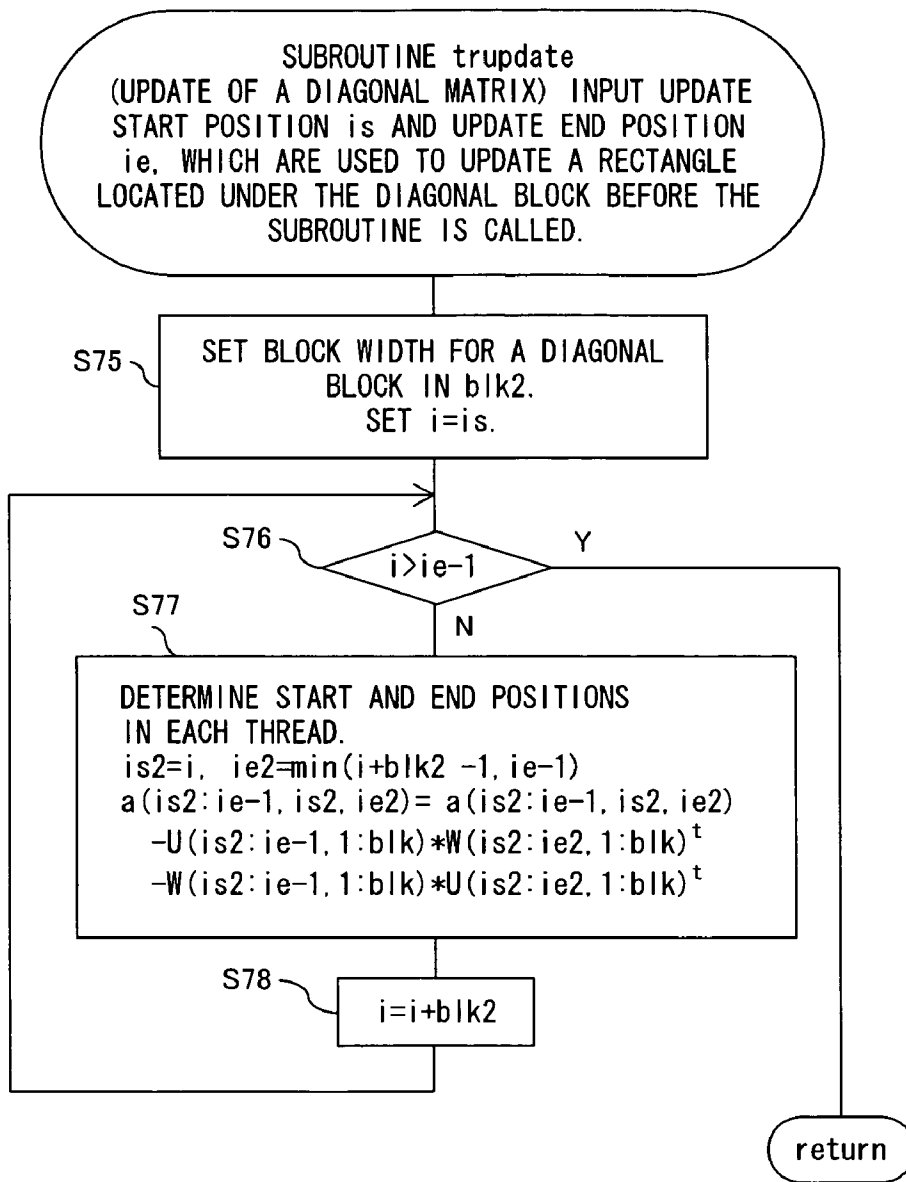 SUBROUTINE trupdate
(UPDATE OF A DIAGONAL MATRIX) INPUT UPDATE
START POSITION is AND UPDATE END POSITION
ie, WHICH ARE USED TO UPDATE A RECTANGLE
LOCATED UNDER THE DIAGONAL BLOCK BEFORE THE
SUBROUTINE IS CALLED.
S75
SET BLOCK WIDTH FOR A DIAGONAL
BLOCK IN blk2.
SET i=is.
S76
i>ie-1
Y
N
S77
DETERMINE START AND END POSITIONS
IN EACH THREAD.
is2=i, ie2=min(i+blk2 -1, ie-1)
a(is2:ie-1, is2, ie2)= a(is2:ie-1, is2, ie2)
-U(is2:ie-1, 1:blk)*W(is2:ie2, 1:blk)^t
-W(is2:ie-1, 1:blk)*U(is2:ie2, 1:blk)^t
S78
i=i+blk2
return